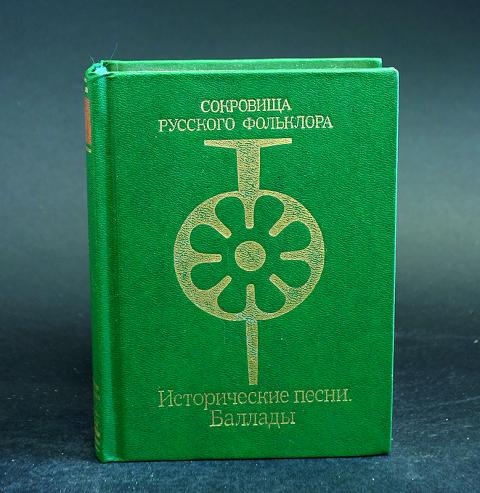 СОКРОВИЩА
РУССКОГО ФОЛЬКЛОРА
Исторические песни.
Баллады